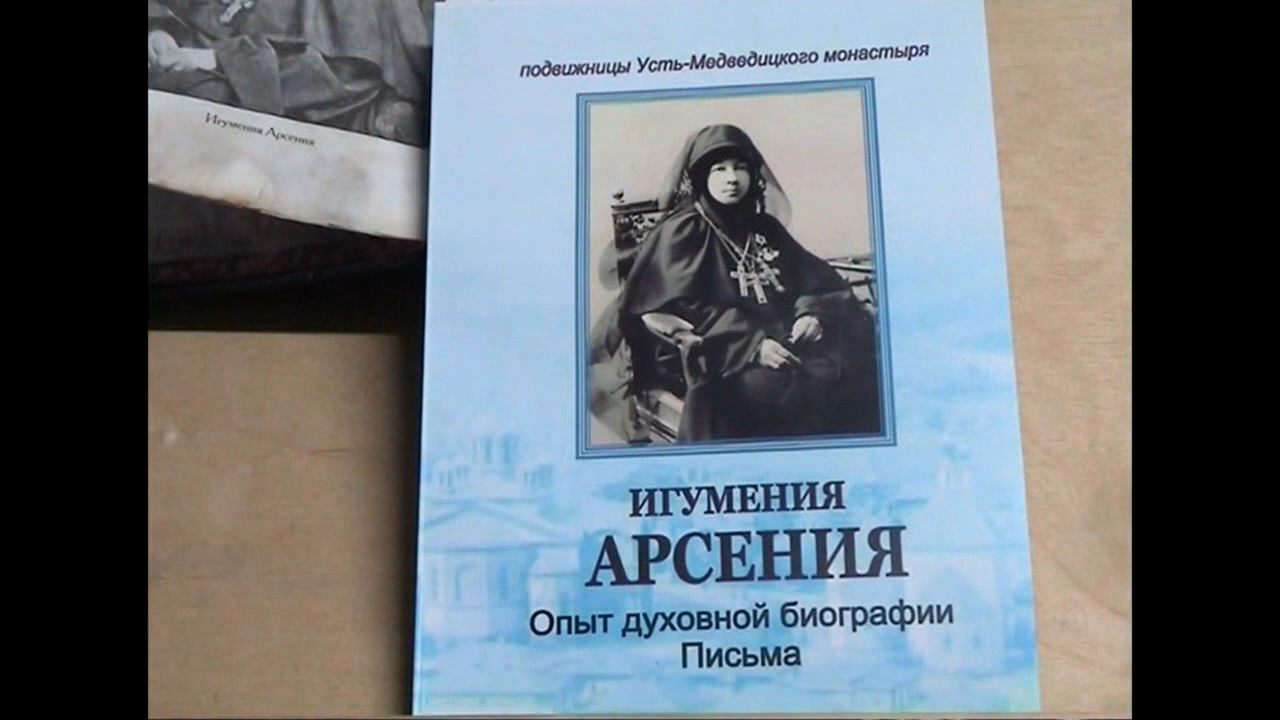 Игумения Арсения
подвижницы Усть-Медведицкого монастыря
ИГУМЕНИЯ
АРСЕНИЯ
Опыт духовной биографии
Письма